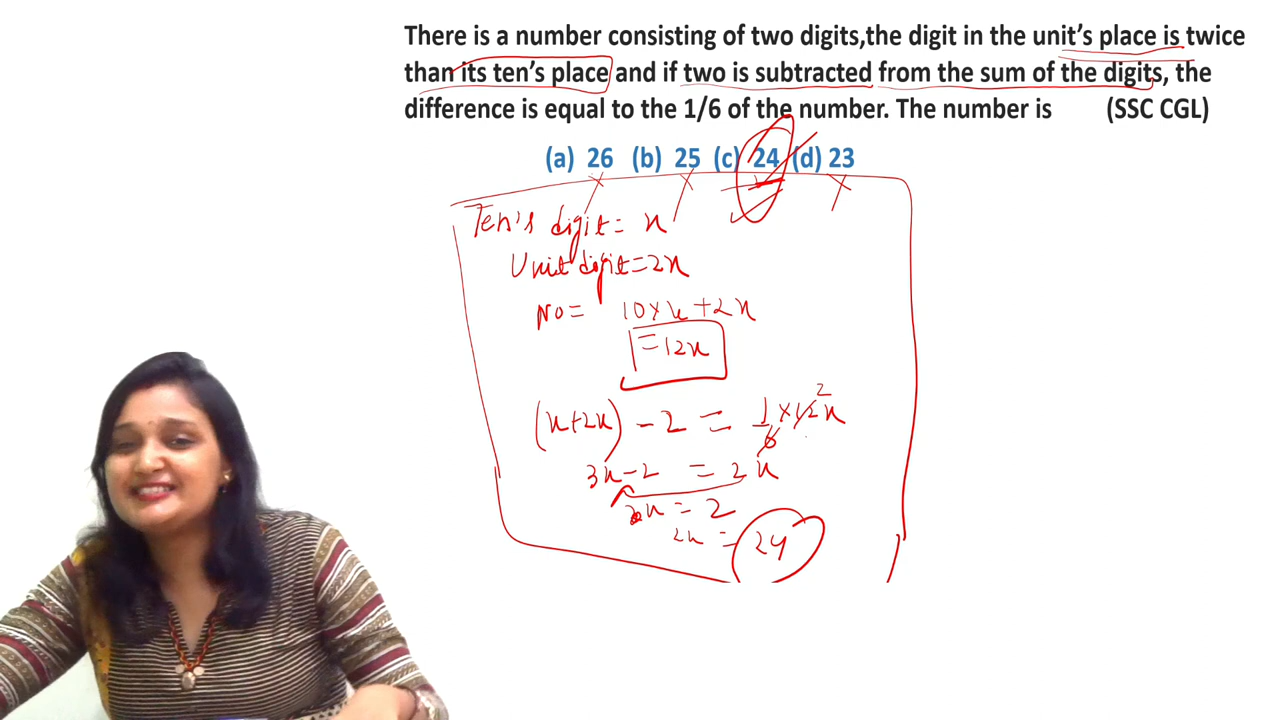 There is a number consisting of two digits,the digit in the unit's place is twice
than its ten's place and if two is subtracted from the sum of the digits, the
difference is equal to the 1/6 of the number. The number is (SSC CGL)
(a) 26 (b) 25 (c) 24 (d) 23
Ten's digit = x
Unit digit = 2x
No = 10 × x + 2x
= 12x
(x + 2x) - 2 = 1/6 × 12x 2
3x - 2 = 2x
x = 2
= 24